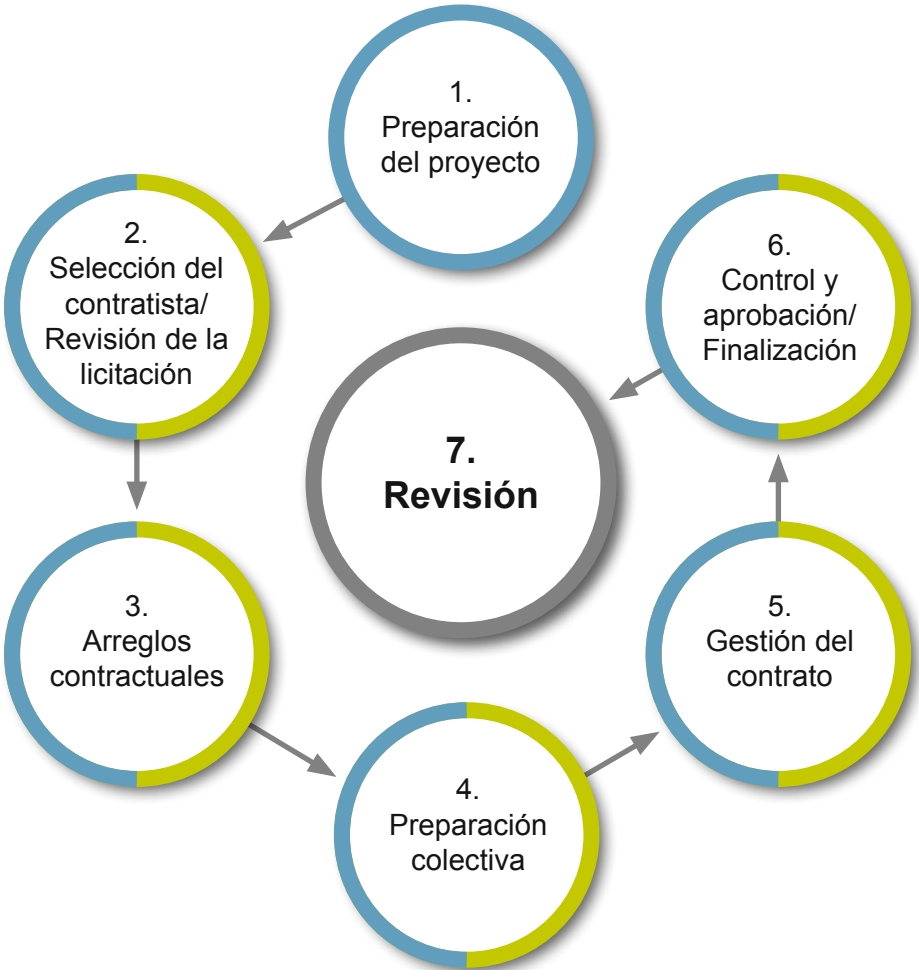 1.
Preparación
del proyecto
2.
Selección del
contratista/
Revisión de la
licitación
3.
Arreglos
contractuales
4.
Preparación
colectiva
5.
Gestión del
contrato
6.
Control y
aprobación/
Finalización
7.
Revisión